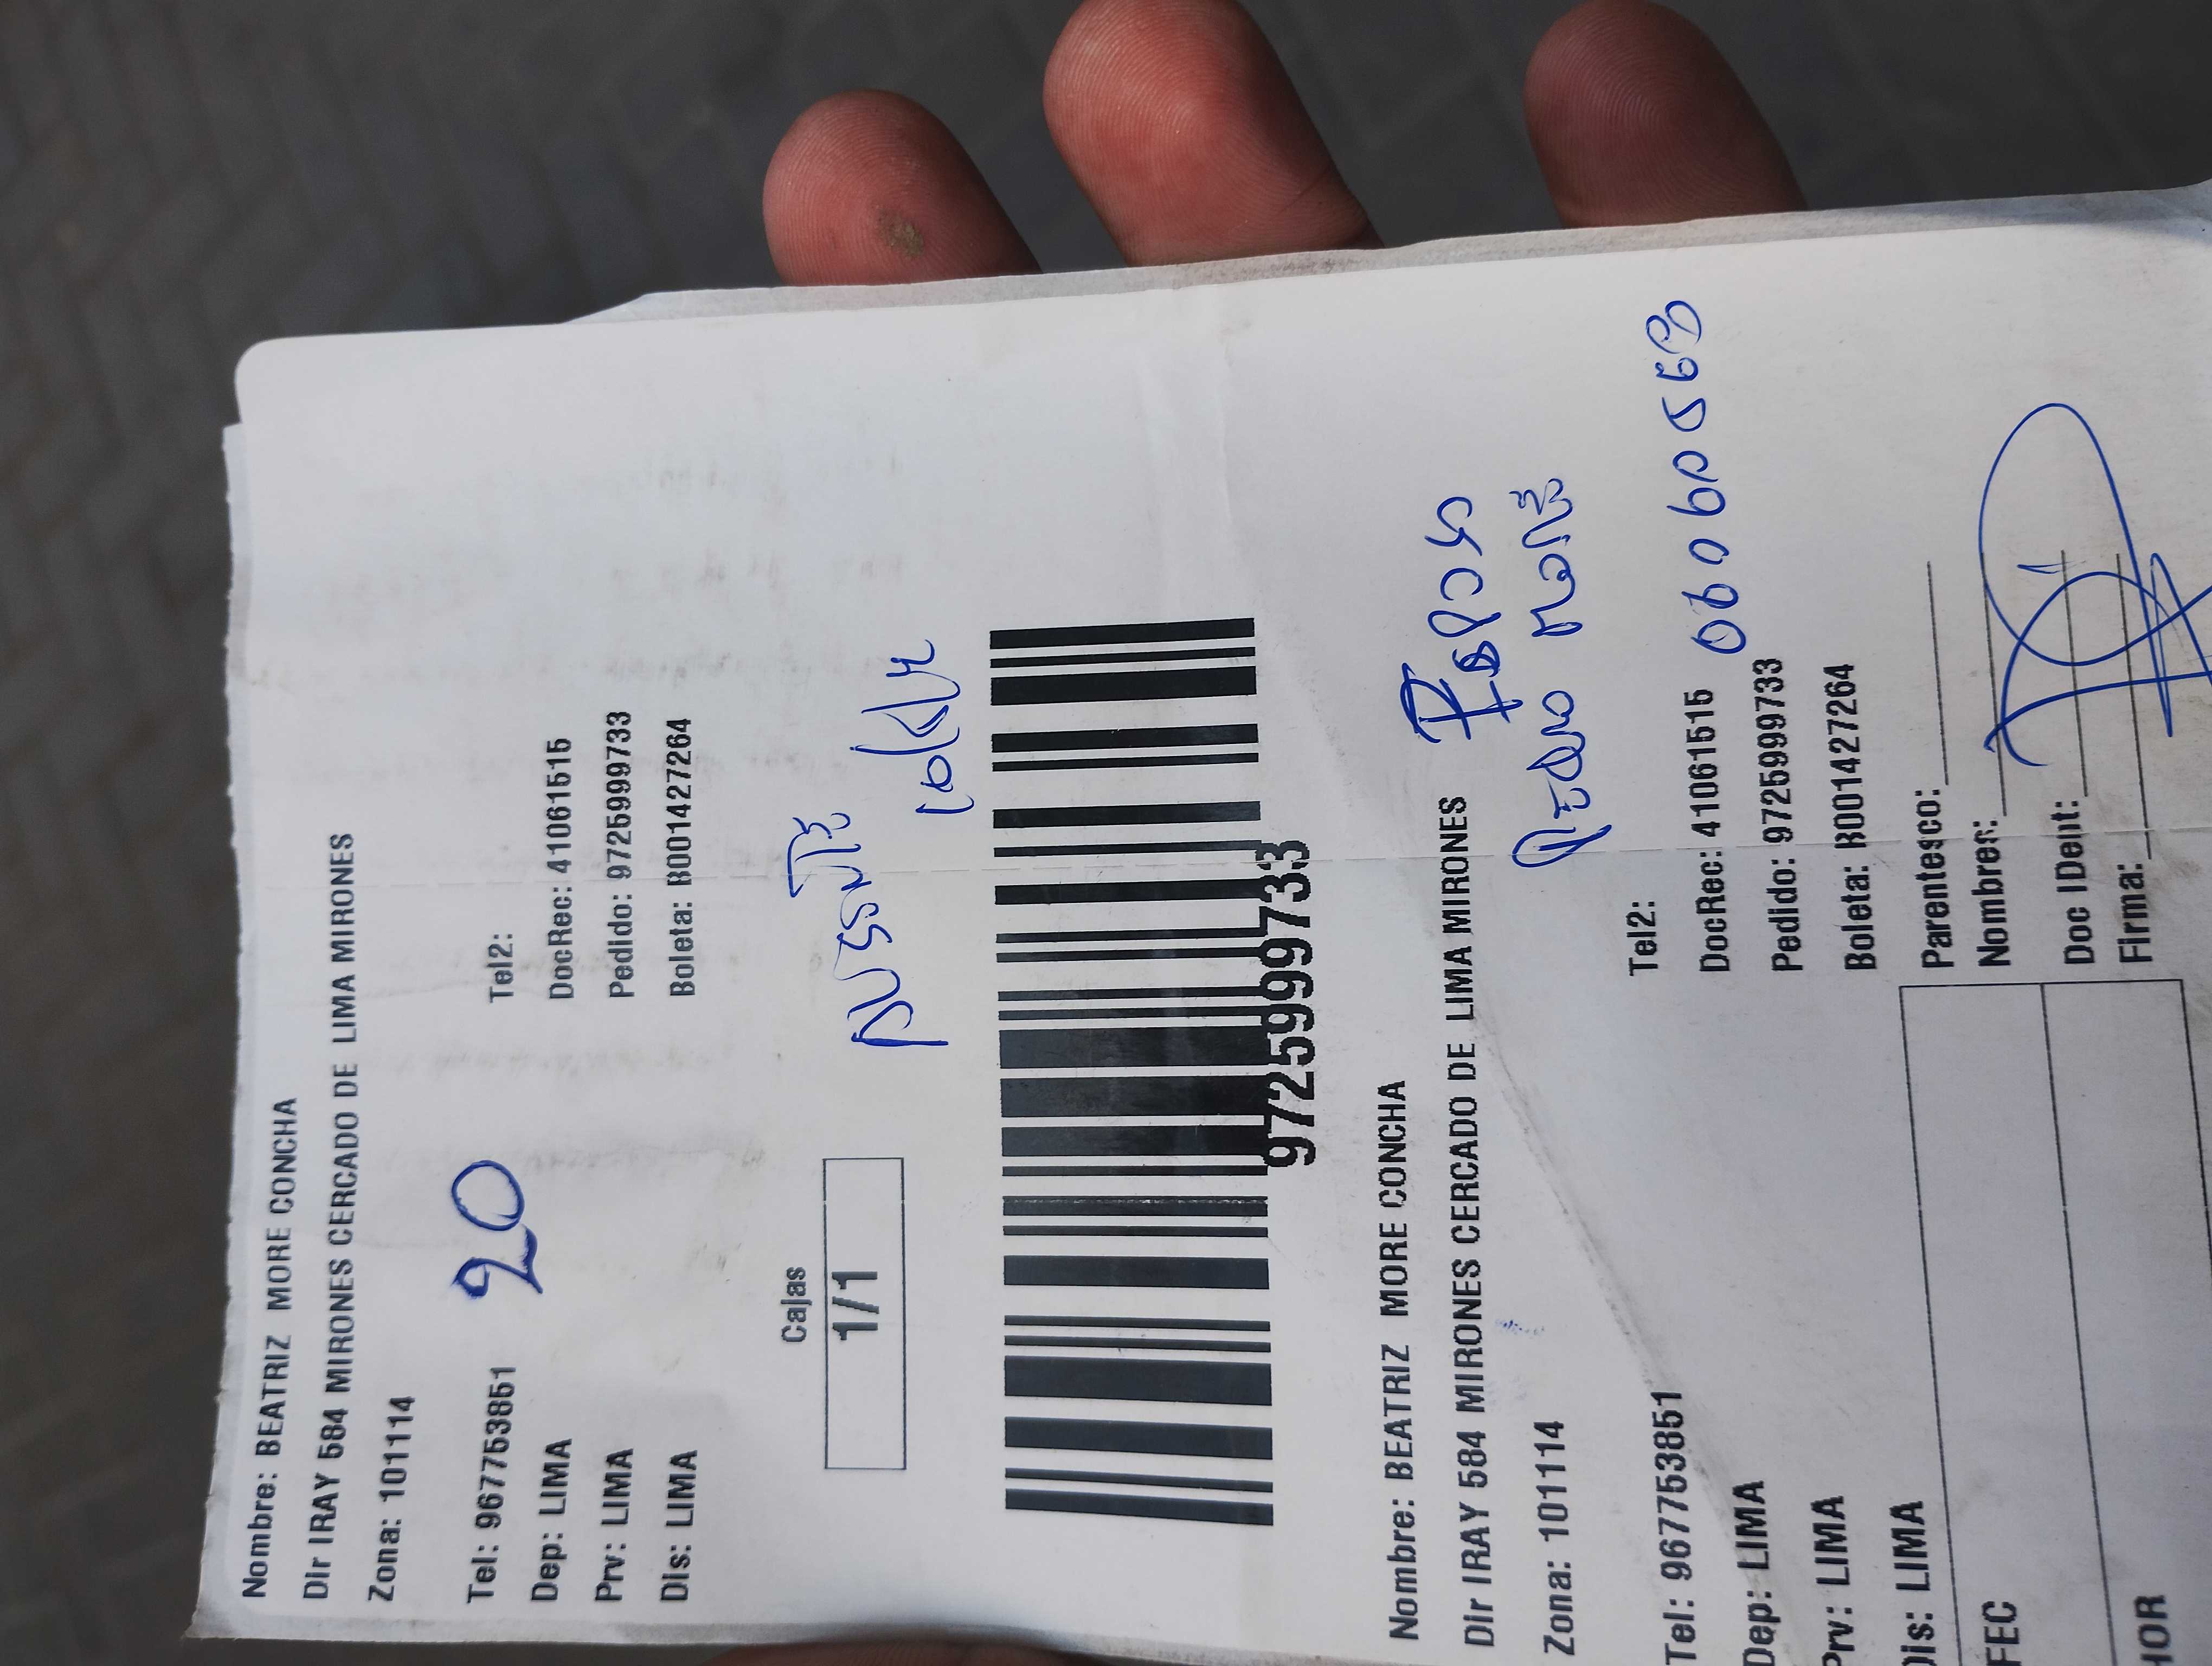 Nombre: BEATRIZ MORE CONCHA
Dir IRAY 584 MIRONES CERCADO DE LIMA MIRONES
Zona: 101114
20
Tel: 967753851 Tel2:
Dep: LIMA DocRec: 41061515
Prv: LIMA Pedido: 9725999733
Dis: LIMA Boleta: B001427264
Cajas
1/1
9725999733
Nombre: BEATRIZ MORE CONCHA
Dir IRAY 584 MIRONES CERCADO DE LIMA MIRONES
Zona: 101114
Tel: 967753851 Tel2:
Dep: LIMA DocRec: 41061515
Prv: LIMA Pedido: 9725999733
Dis: LIMA Boleta: B001427264
Parentesco:
FEC Nombres:
Doc IDent:
HOR Firma: